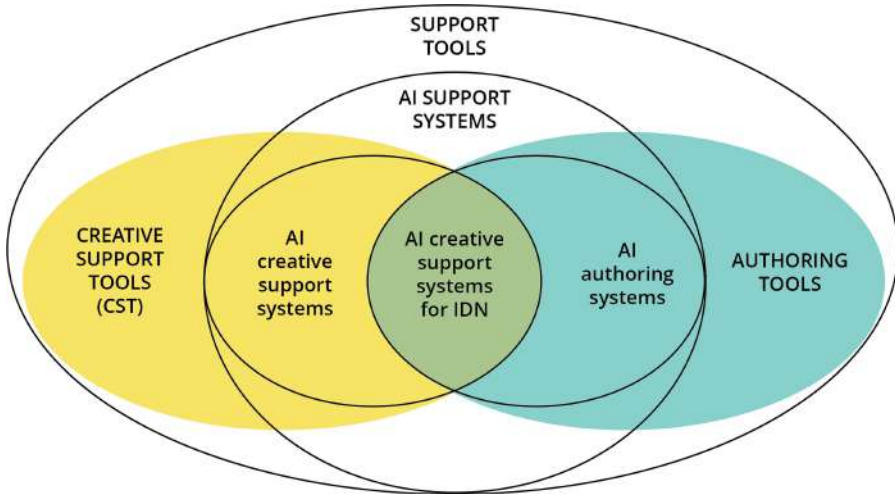 SUPPORT
TOOLS
AI SUPPORT
SYSTEMS
CREATIVE
SUPPORT
TOOLS
(CST)
AI
creative
support
systems
AI creative
support
systems
for IDN
AI
authoring
systems
AUTHORING
TOOLS